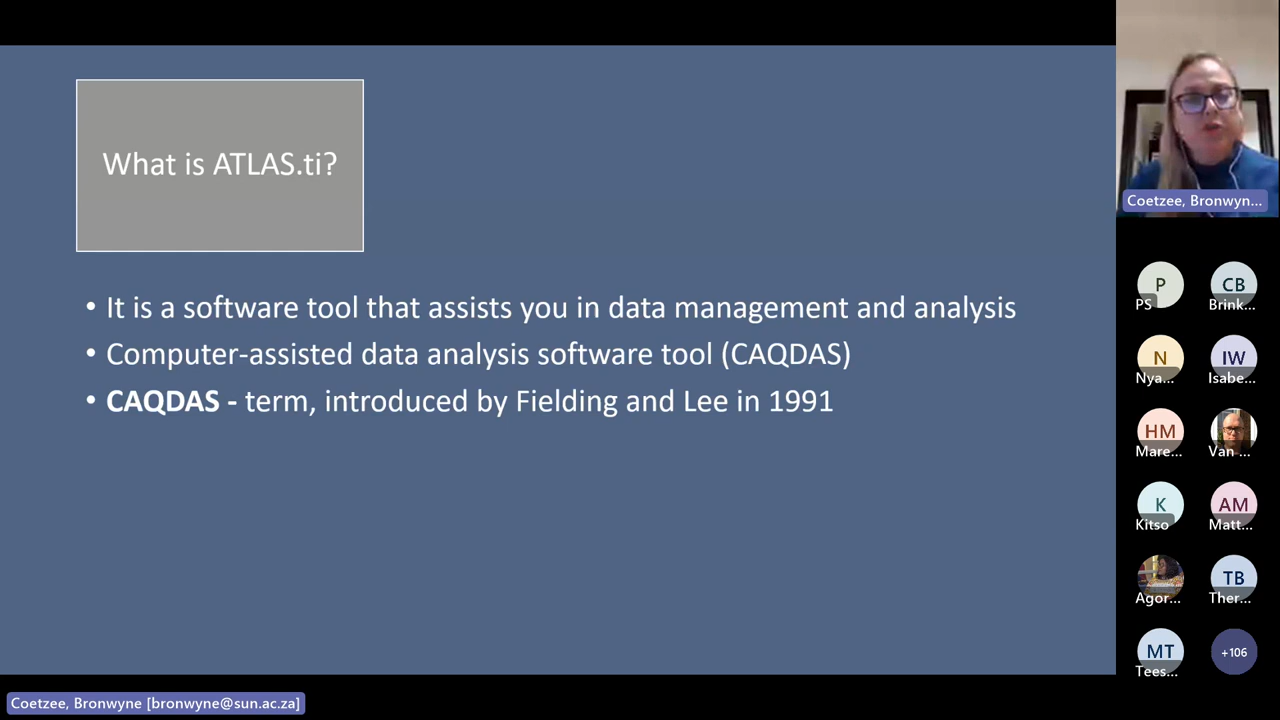 What is ATLAS.ti?
• It is a software tool that assists you in data management and analysis
• Computer-assisted data analysis software tool (CAQDAS)
• CAQDAS - term, introduced by Fielding and Lee in 1991
Coetzee, Bronwyn...
P
PS
CB
Brink...
N
Nya...
IW
Isabe...
HM
Mare...
Van ...
K
Kitso
AM
Matt...
Agor...
TB
Ther...
MT
Tees...
+106
Coetzee, Bronwyne [bronwyne@sun.ac.za]